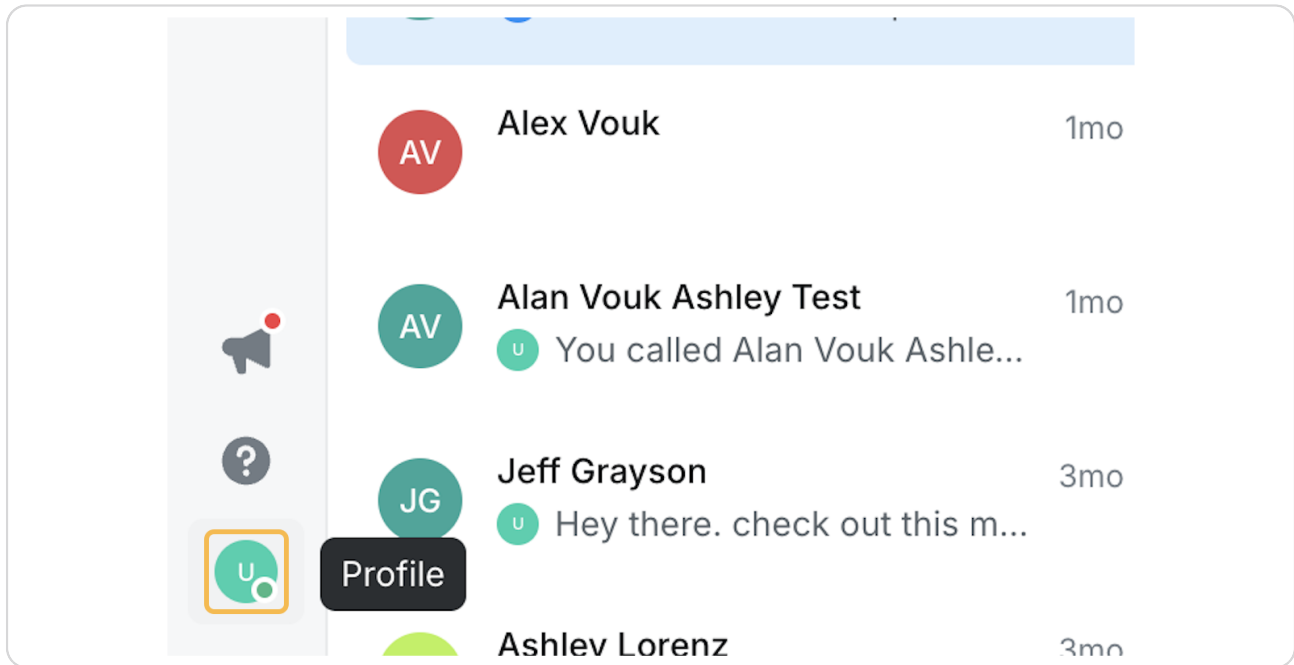 Alex Vouk
1mo
AV
Alan Vouk Ashley Test
1mo
AV
U
You called Alan Vouk Ashle...
Jeff Grayson
3mo
JG
U
Hey there. check out this m...
?
U
Profile
Ashley Lorenz
3mo